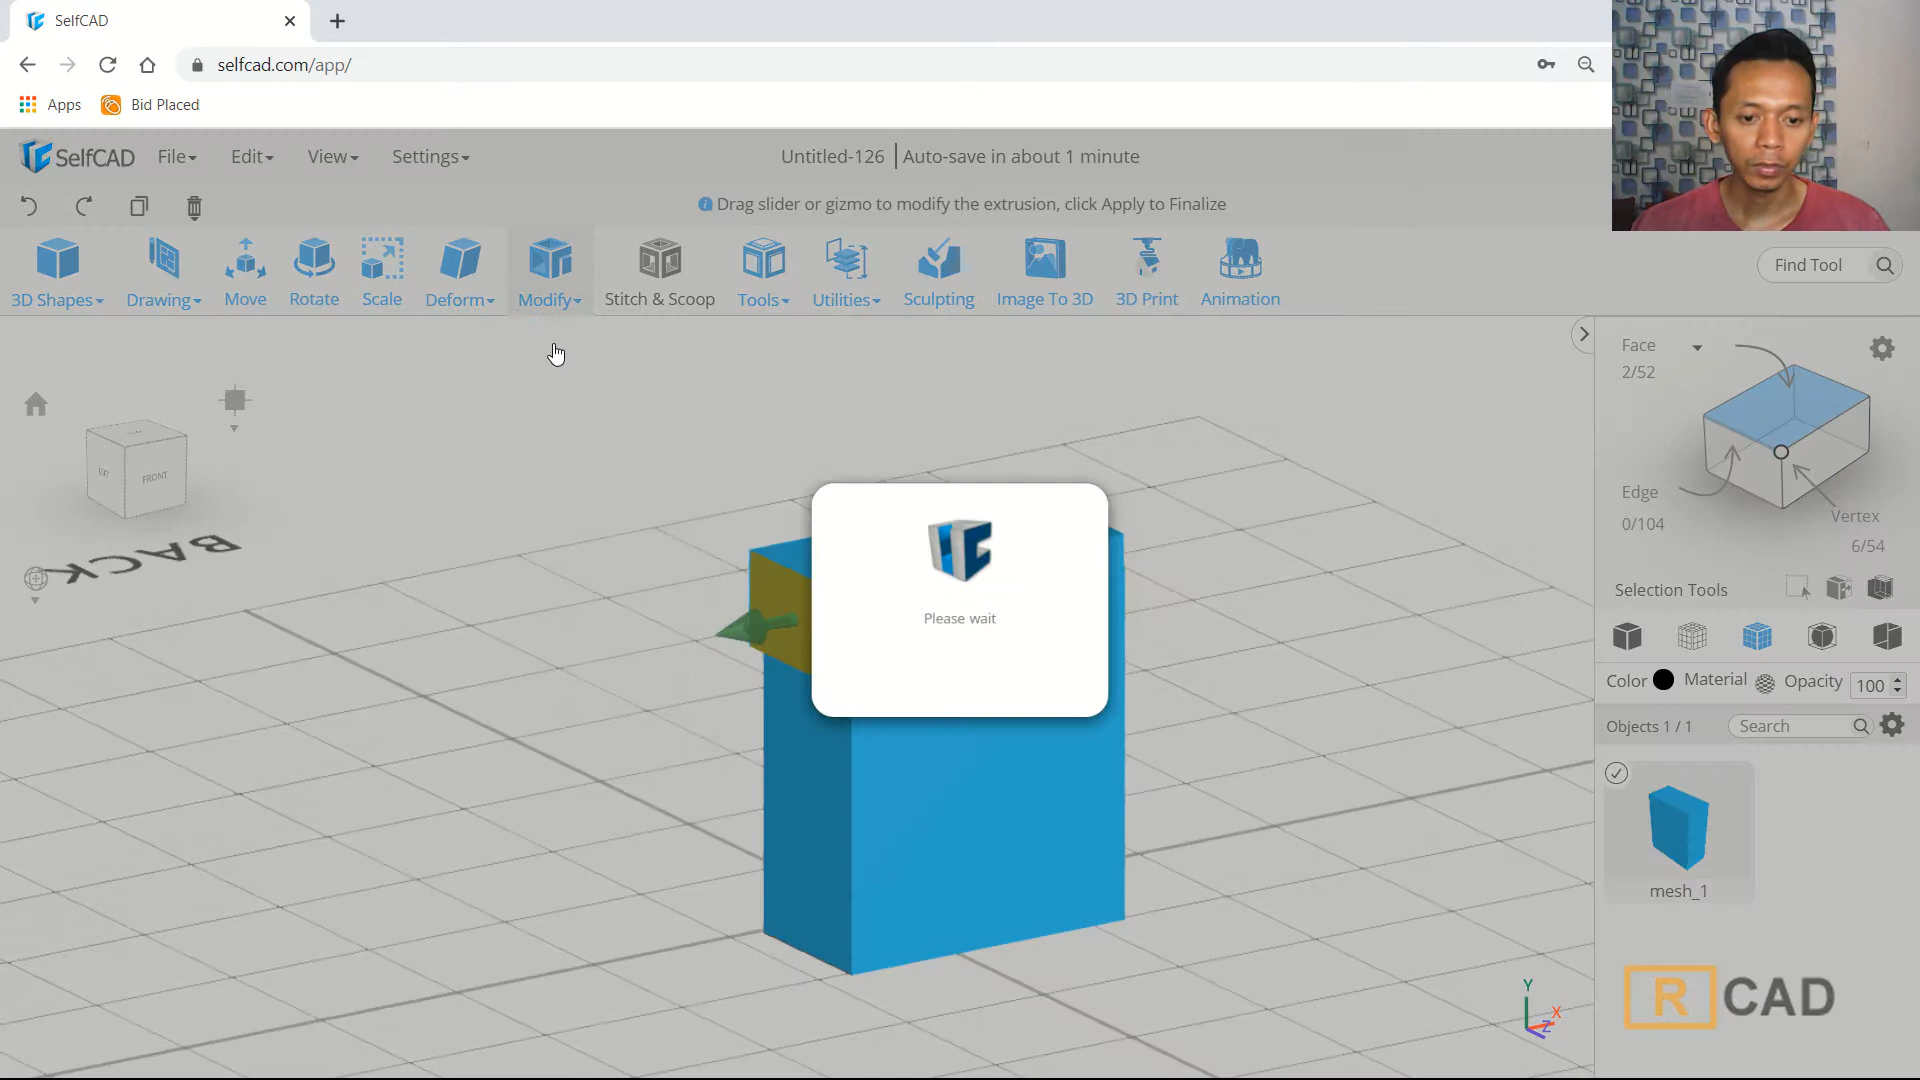 SelfCAD
selfcad.com/app/
Apps
Bid Placed
SelfCAD
File
Edit
View
Settings
Untitled-126
Auto-save in about 1 minute
Drag slider or gizmo to modify the extrusion, click Apply to Finalize
3D Shapes
Drawing
Move
Rotate
Scale
Deform
Modify
Stitch & Scoop
Tools
Utilities
Sculpting
Image To 3D
3D Print
Animation
Find Tool
Face
2/52
Edge
0/104
Vertex
6/54
FRONT
BACK
Please wait
Selection Tools
Color
Material
Opacity
100
Objects 1 / 1
Search
mesh_1
Y
X
Z
R CAD